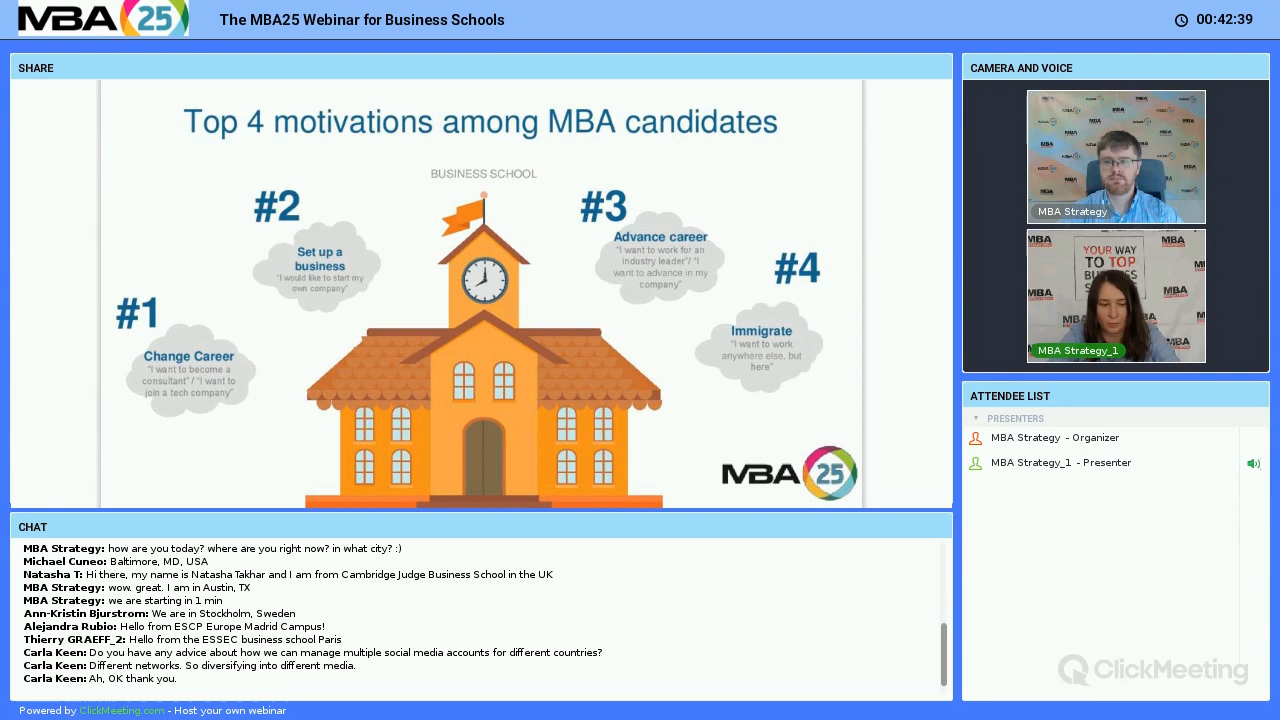 MBA 25
The MBA25 Webinar for Business Schools
00:42:39
SHARE
Top 4 motivations among MBA candidates
BUSINESS SCHOOL
#2
#3
Set up a
business
"I would like to start my
own company"
Advance career
"I want to work for an
industry leader"/ "I
want to advance in my
company"
#4
#1
Change Career
"I want to become a
consultant" / "I want to
join a tech company"
Immigrate
"I want to work
anywhere else, but
here"
MBA 25
CAMERA AND VOICE
MBA Strategy
YOUR WAY
TO TOP
MBA
MBA
MBA
MBA Strategy_1
ATTENDEE LIST
PRESENTERS
MBA Strategy - Organizer
MBA Strategy_1 - Presenter
CHAT
MBA Strategy: how are you today? where are you right now? in what city? :)
Michael Cuneo: Baltimore, MD, USA
Natasha T: Hi there, my name is Natasha Takhar and I am from Cambridge Judge Business School in the UK
MBA Strategy: wow. great. I am in Austin, TX
MBA Strategy: we are starting in 1 min
Ann-Kristin Bjurstrom: We are in Stockholm, Sweden
Alejandra Rubio: Hello from ESCP Europe Madrid Campus!
Thierry GRAEFF_2: Hello from the ESSEC business school Paris
Carla Keen: Do you have any advice about how we can manage multiple social media accounts for different countries?
Carla Keen: Different networks. So diversifying into different media.
Carla Keen: Ah, OK thank you.
ClickMeeting
Powered by ClickMeeting.com - Host your own webinar